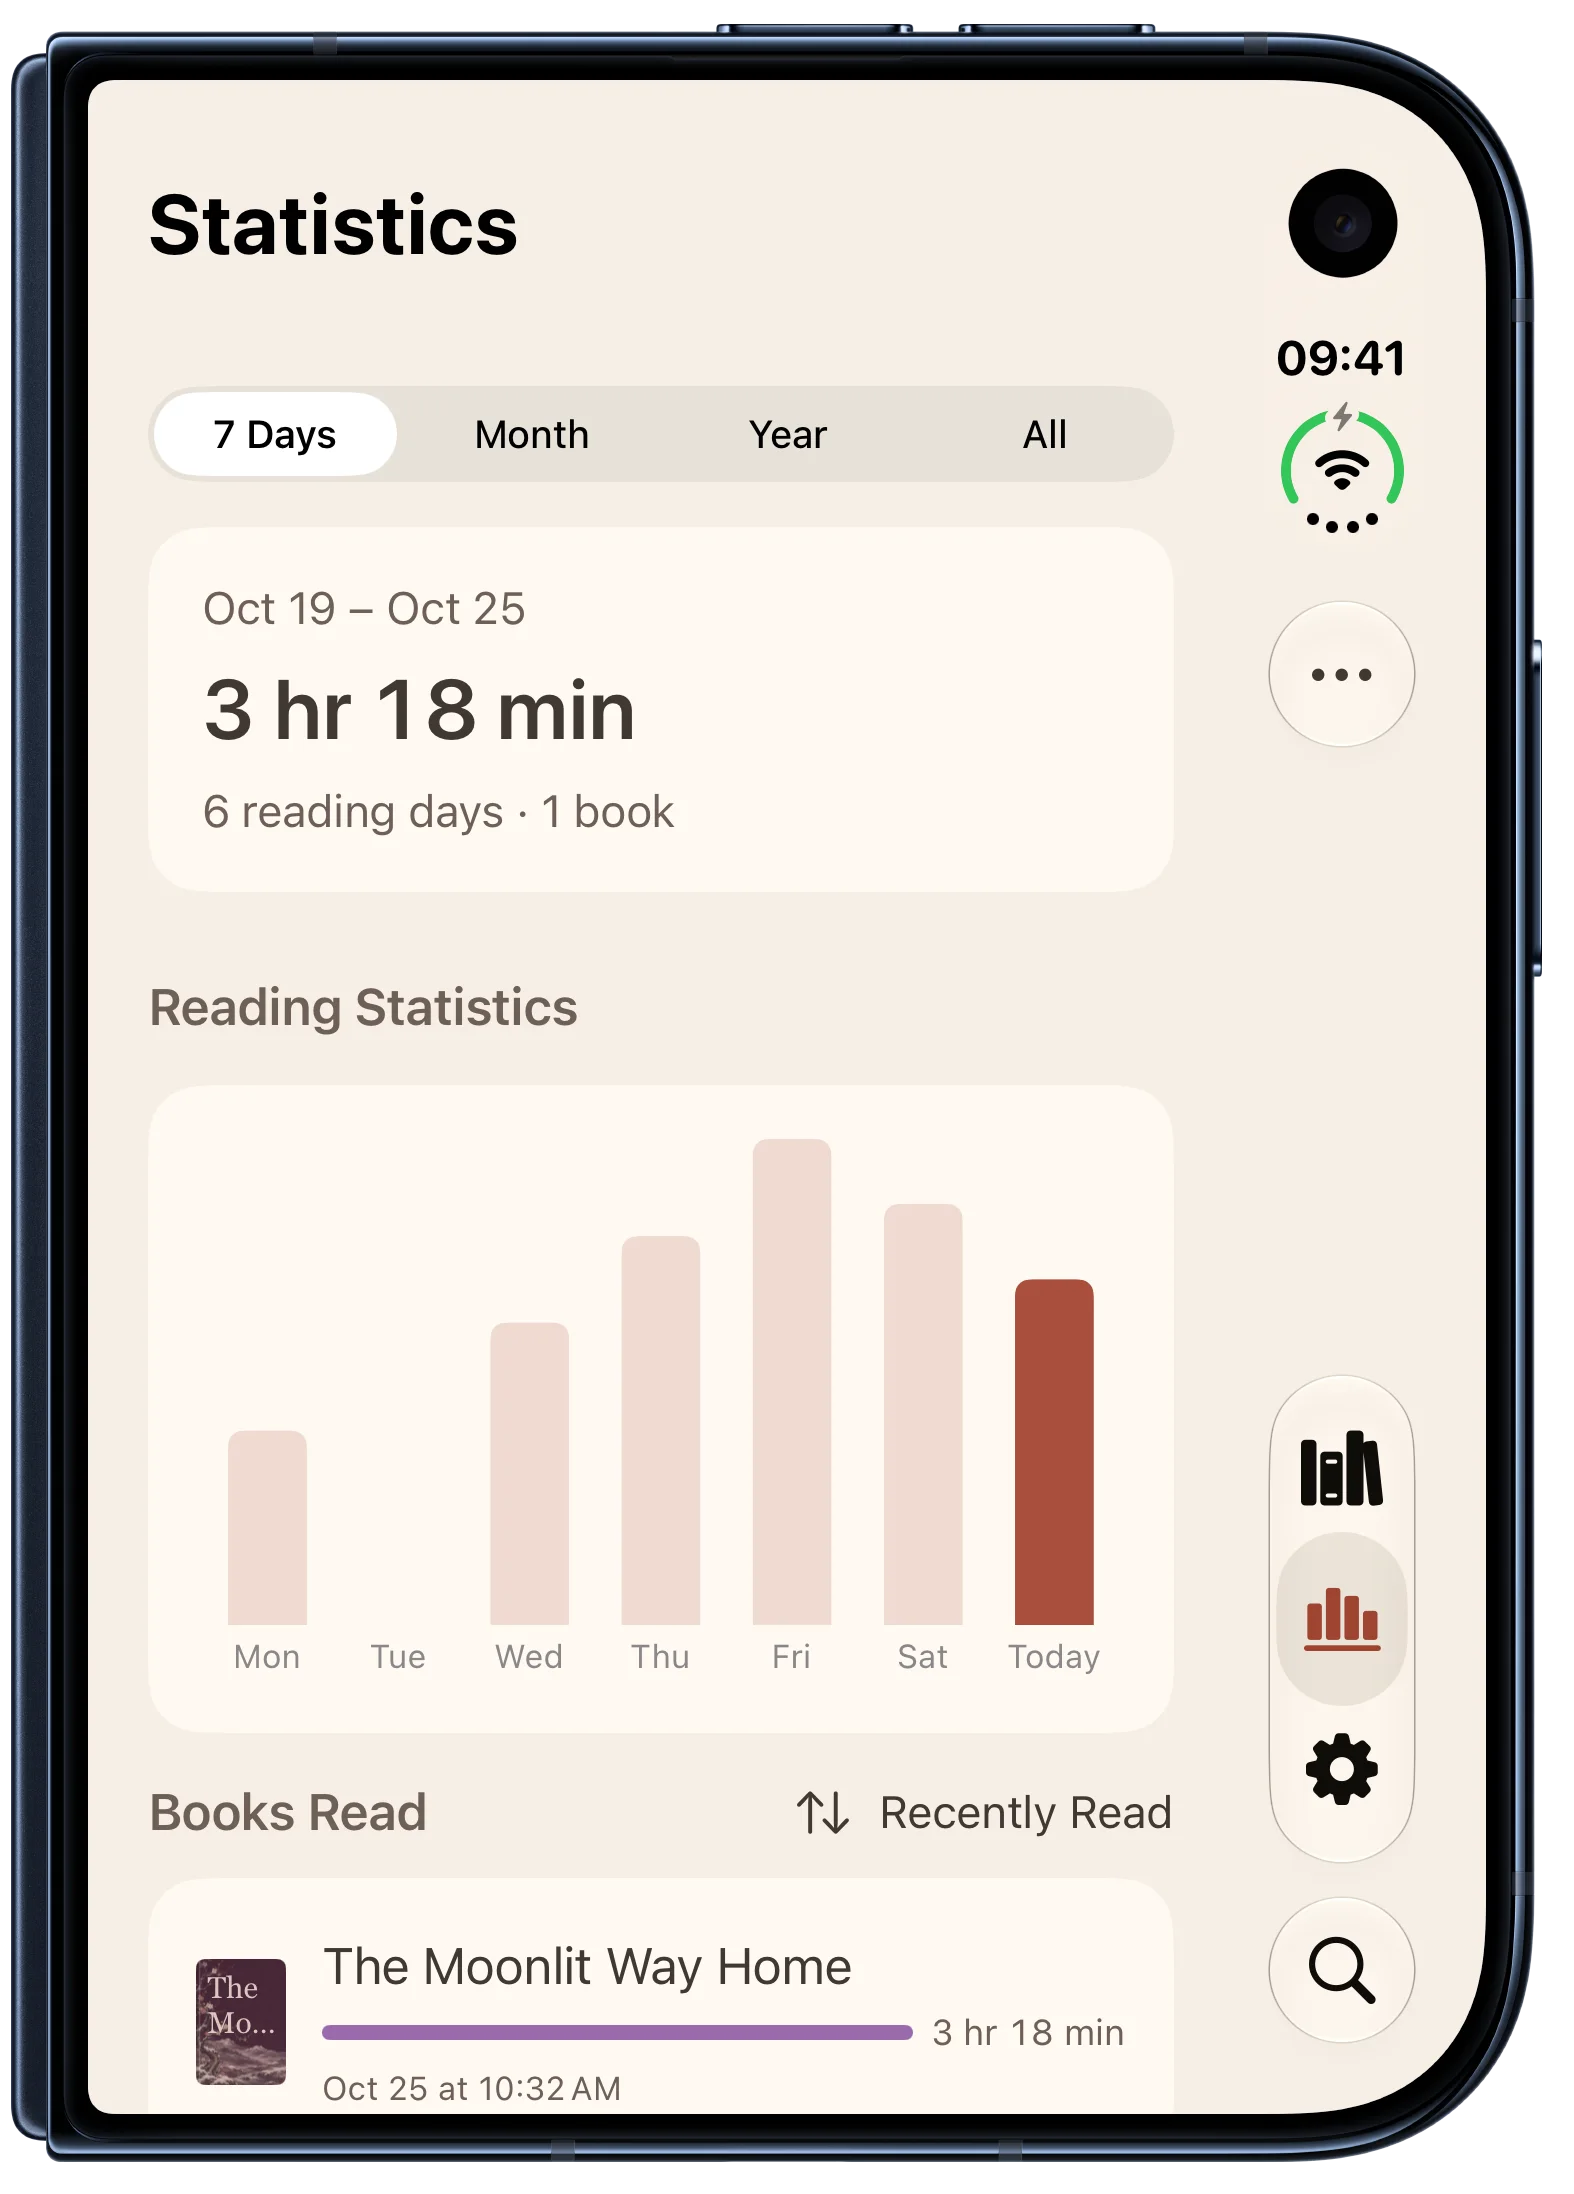 Statistics
09:41
7 Days
Month
Year
All
Oct 19 – Oct 25
3 hr 18 min
6 reading days · 1 book
Reading Statistics
Mon
Tue
Wed
Thu
Fri
Sat
Today
Books Read
Recently Read
The
Mo...
The Moonlit Way Home
3 hr 18 min
Oct 25 at 10:32 AM